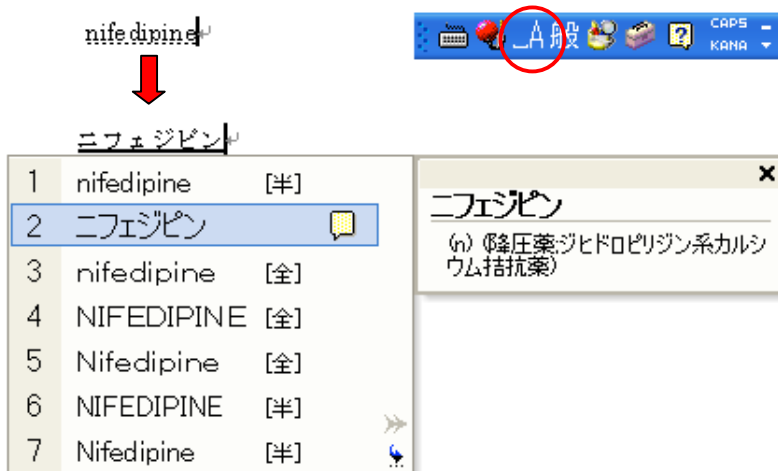 nifedipine
_A般
CAPS
KANA
ニフェジピン
1 nifedipine [半]
2 ニフェジピン
3 nifedipine [全]
4 NIFEDIPINE [全]
5 Nifedipine [全]
6 NIFEDIPINE [半]
7 Nifedipine [半]
ニフェジピン
(n) (降圧薬:ジヒドロピリジン系カルシ
ウム拮抗薬)